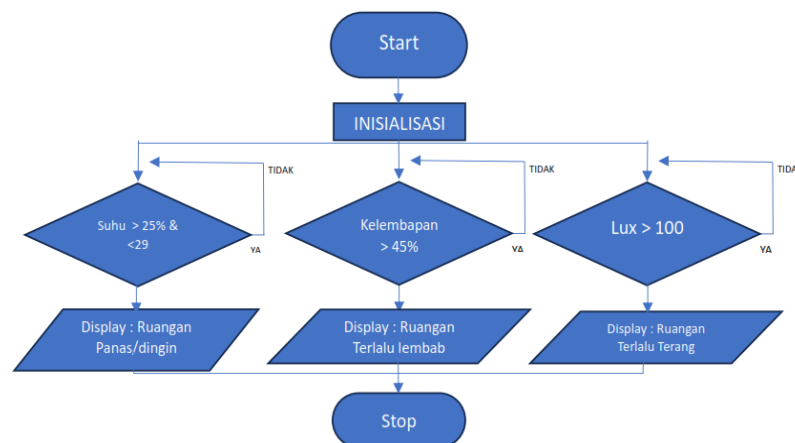 Start
INISIALISASI
TIDAK
TIDAK
TIDAK
Suhu > 25% &
<29
YA
Kelembapan
> 45%
YA
Lux > 100
YA
Display : Ruangan
Panas/dingin
Display : Ruangan
Terlalu lembab
Display : Ruangan
Terlalu Terang
Stop